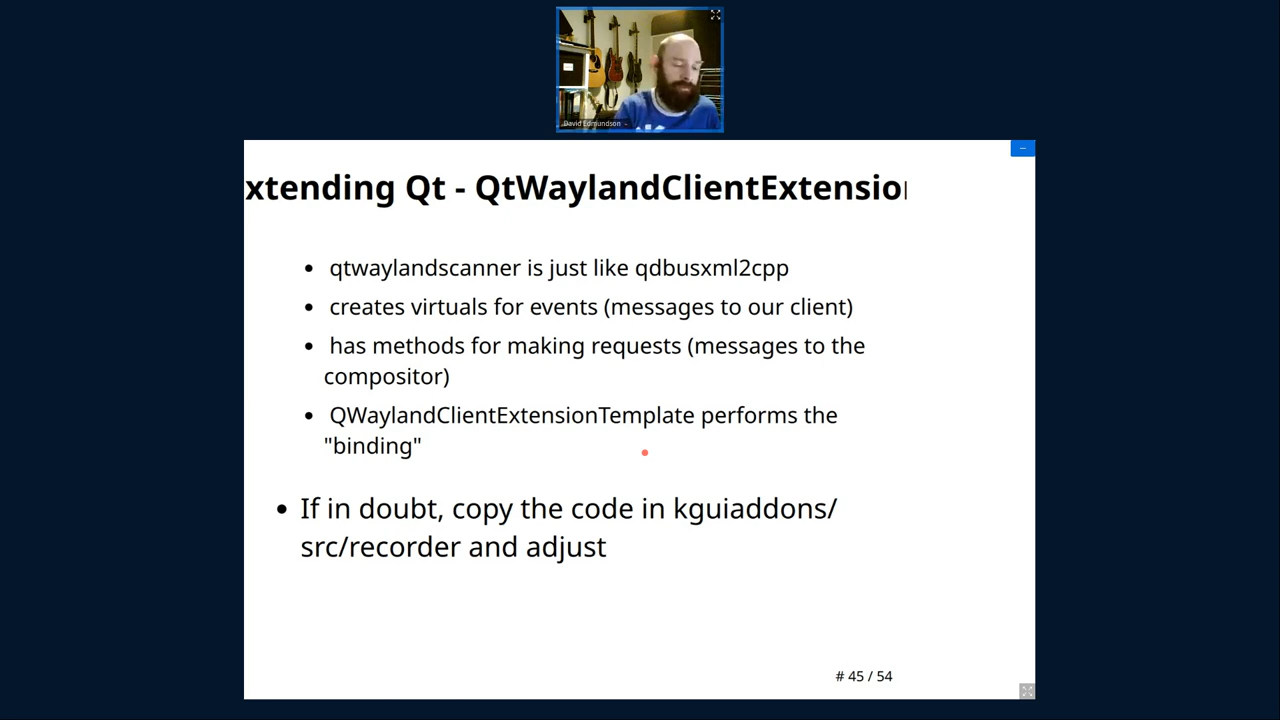 David Edmundson
xtending Qt - QtWaylandClientExtension
• qtwaylandscanner is just like qdbusxml2cpp
• creates virtuals for events (messages to our client)
• has methods for making requests (messages to the
compositor)
• QWaylandClientExtensionTemplate performs the
"binding"
• If in doubt, copy the code in kguiaddons/
src/recorder and adjust
# 45 / 54